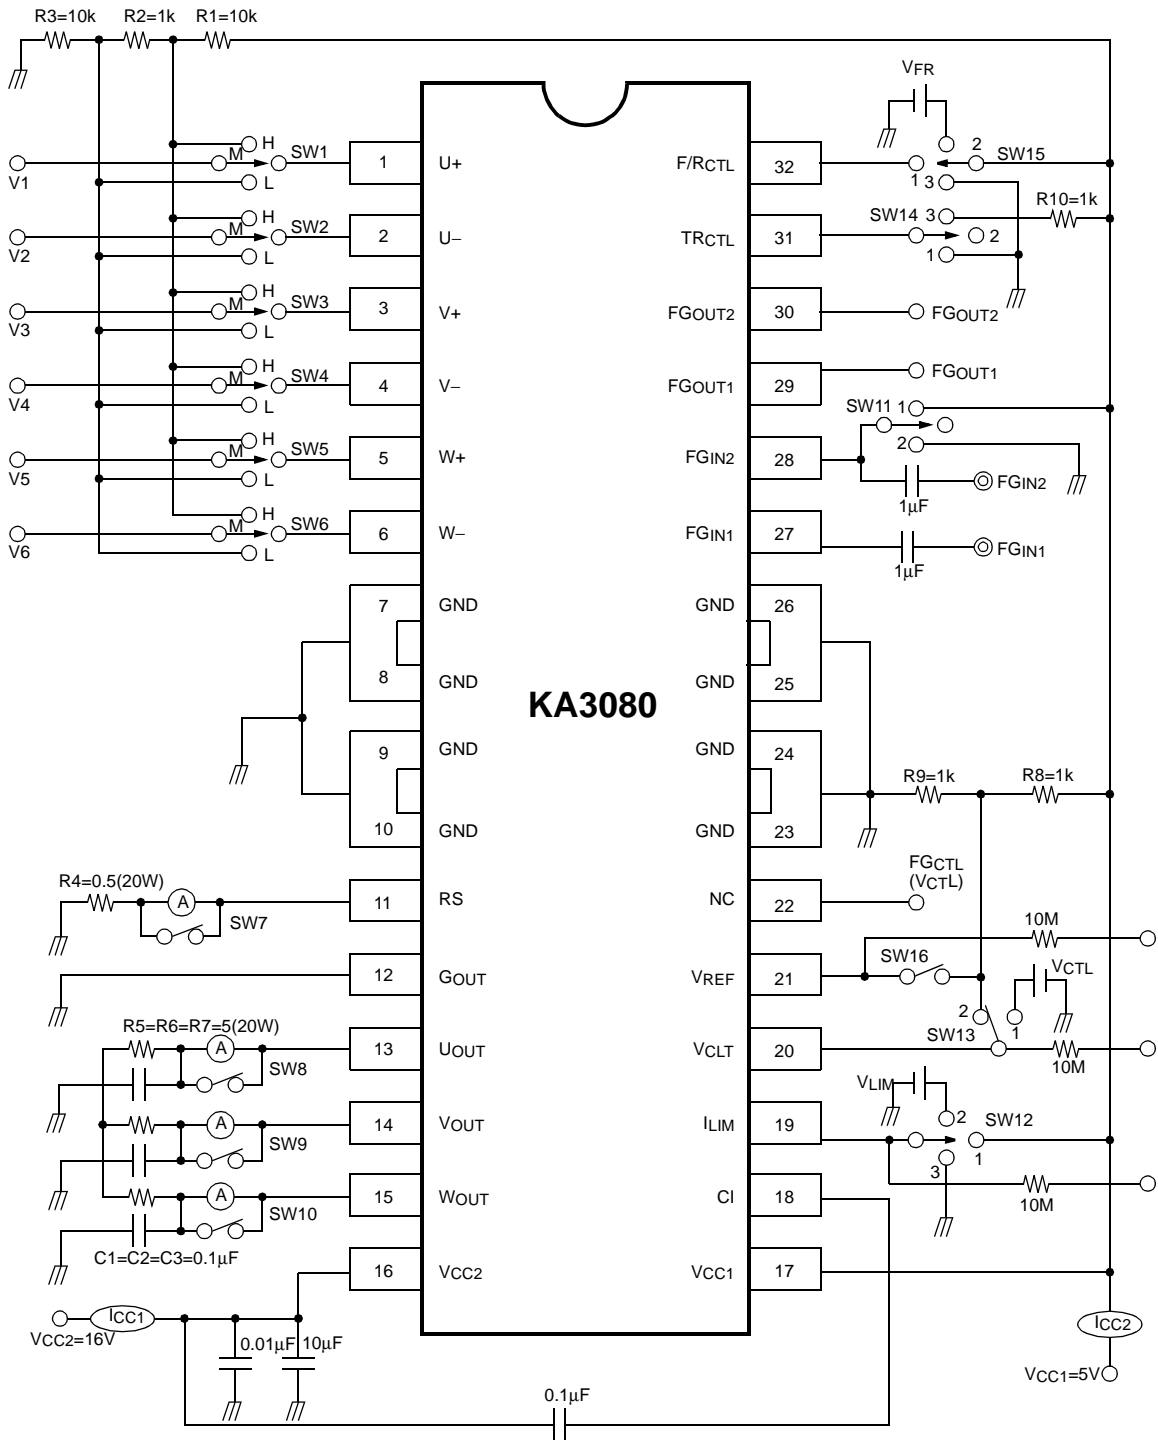 R3=10k R2=1k R1=10k
VFR
H
M
SW1
V1
L
1
U+
F/RCTL
32
2
SW15
1
3
H
M
SW2
V2
L
2
U−
TRCTL
31
R10=1k
SW14
3
2
1
H
M
SW3
V3
L
3
V+
FGOUT2
30
FGOUT2
H
M
SW4
V4
L
4
V−
FGOUT1
29
FGOUT1
H
M
SW5
V5
L
5
W+
FGIN2
28
SW11
1
2
FGIN2
1µF
H
M
SW6
V6
L
6
W−
FGIN1
27
FGIN1
1µF
7
GND
GND
26
8
GND
GND
25
KA3080
9
GND
GND
24
10
GND
GND
23
R9=1k
R8=1k
R4=0.5(20W)
A
SW7
11
RS
NC
22
FGCTL
(VCTL)
12
GOUT
VREF
21
SW16
10M
VCTL
2
1
SW13
R5=R6=R7=5(20W)
A
SW8
13
UOUT
VCLT
20
10M
A
SW9
14
VOUT
ILIM
19
VLIM
2
SW12
1
3
10M
A
SW10
15
WOUT
CI
18
C1=C2=C3=0.1µF
16
VCC2
VCC1
17
ICC1
VCC2=16V
0.01µF
10µF
ICC2
VCC1=5V
0.1µF